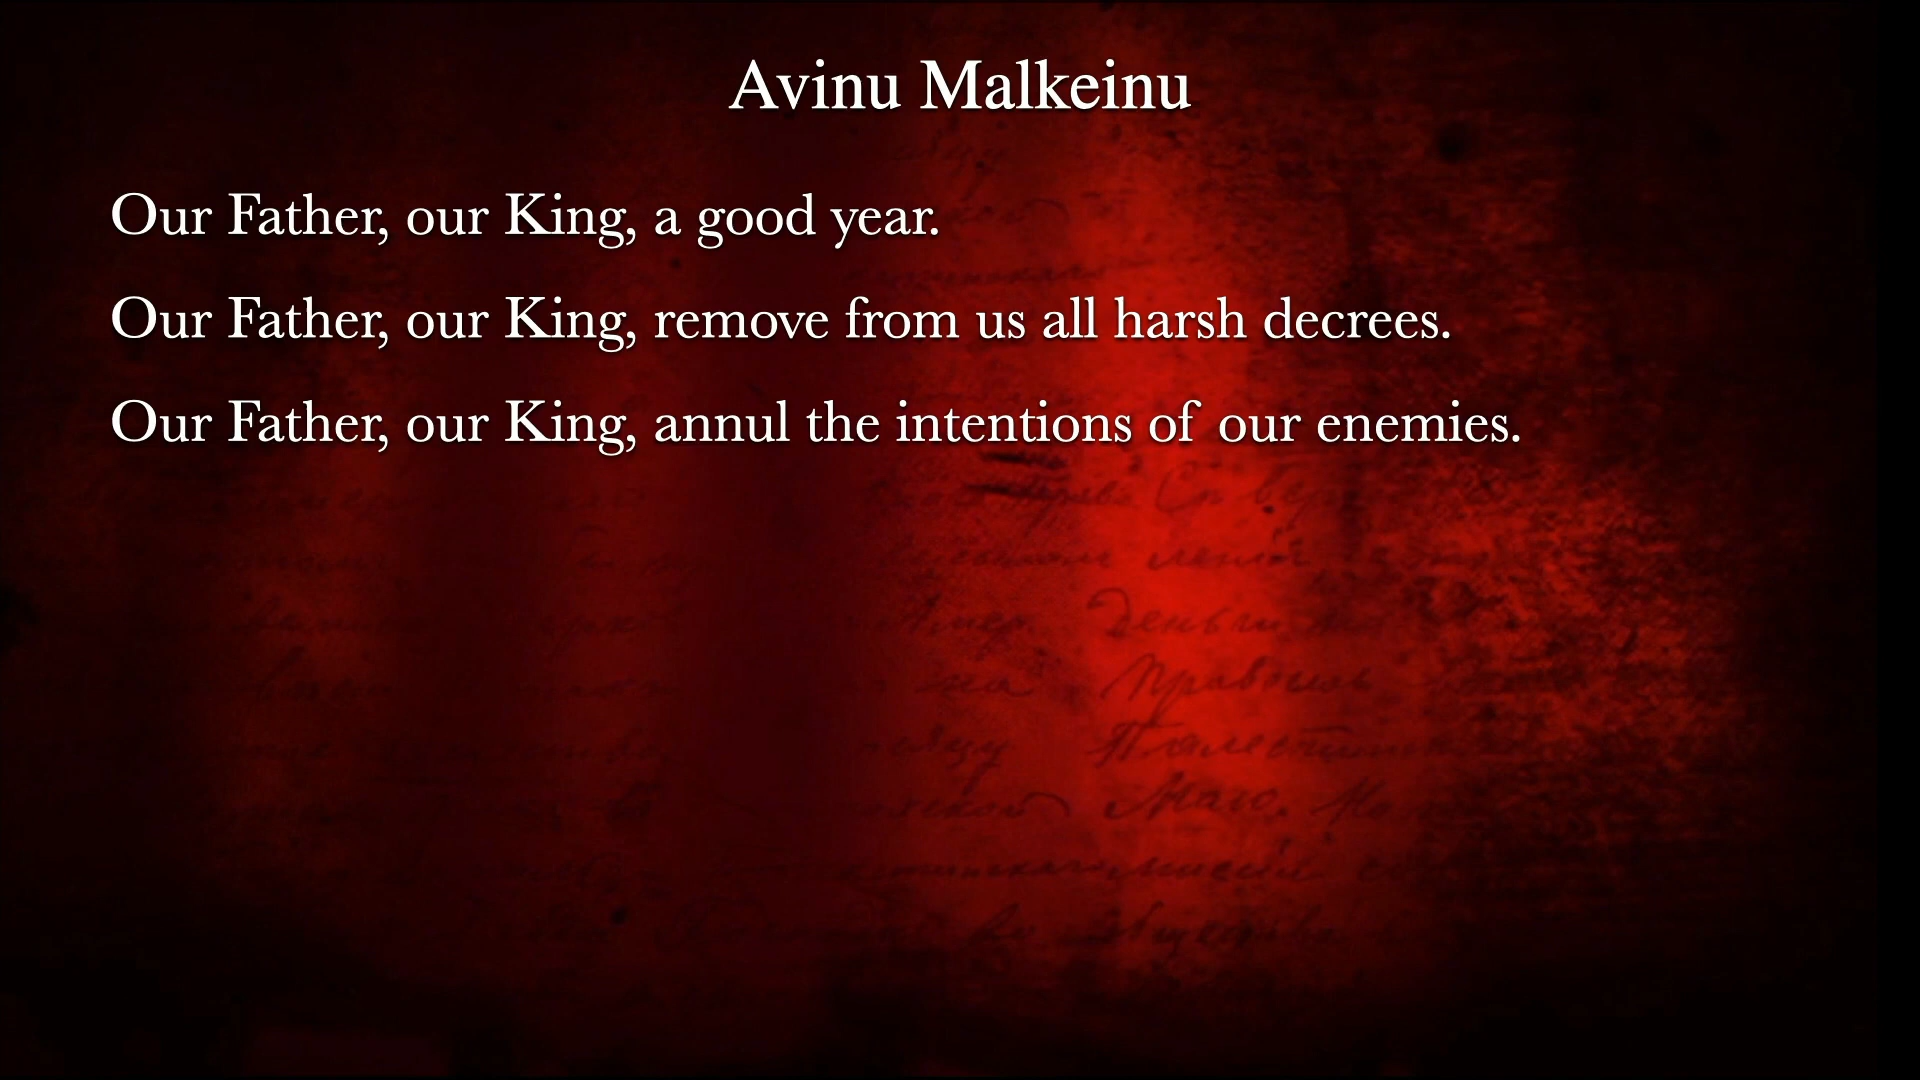 Avinu Malkeinu
Our Father, our King, a good year.
Our Father, our King, remove from us all harsh decrees.
Our Father, our King, annul the intentions of our enemies.